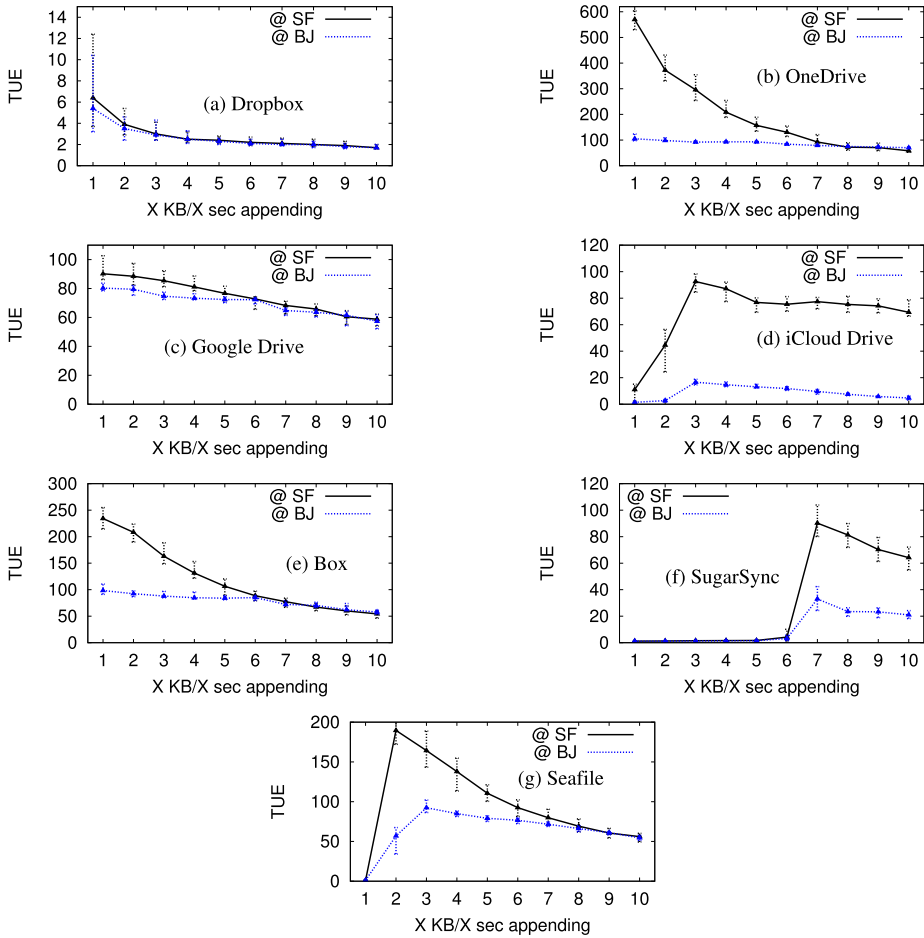 14
12
10
8
6
4
2
0
TUE
@ SF
@ BJ
(a) Dropbox
1 2 3 4 5 6 7 8 9 10
X KB/X sec appending
600
500
400
300
200
100
0
TUE
@ SF
@ BJ
(b) OneDrive
1 2 3 4 5 6 7 8 9 10
X KB/X sec appending
100
80
60
40
20
0
TUE
@ SF
@ BJ
(c) Google Drive
1 2 3 4 5 6 7 8 9 10
X KB/X sec appending
120
100
80
60
40
20
0
TUE
@ SF
@ BJ
(d) iCloud Drive
1 2 3 4 5 6 7 8 9 10
X KB/X sec appending
300
250
200
150
100
50
0
TUE
@ SF
@ BJ
(e) Box
1 2 3 4 5 6 7 8 9 10
X KB/X sec appending
120
100
80
60
40
20
0
TUE
@ SF
@ BJ
(f) SugarSync
1 2 3 4 5 6 7 8 9 10
X KB/X sec appending
200
150
100
50
0
TUE
@ SF
@ BJ
(g) Seafile
1 2 3 4 5 6 7 8 9 10
X KB/X sec appending